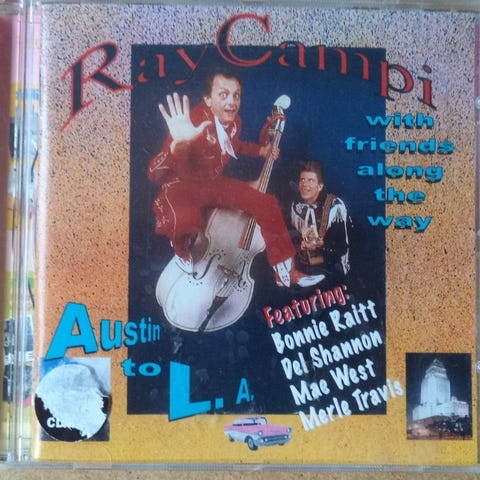 Ray Campi
with
friends
along
the
way
Austin
to
L. A.
Featuring:
Bonnie Raitt
Del Shannon
Mae West
Merle Travis